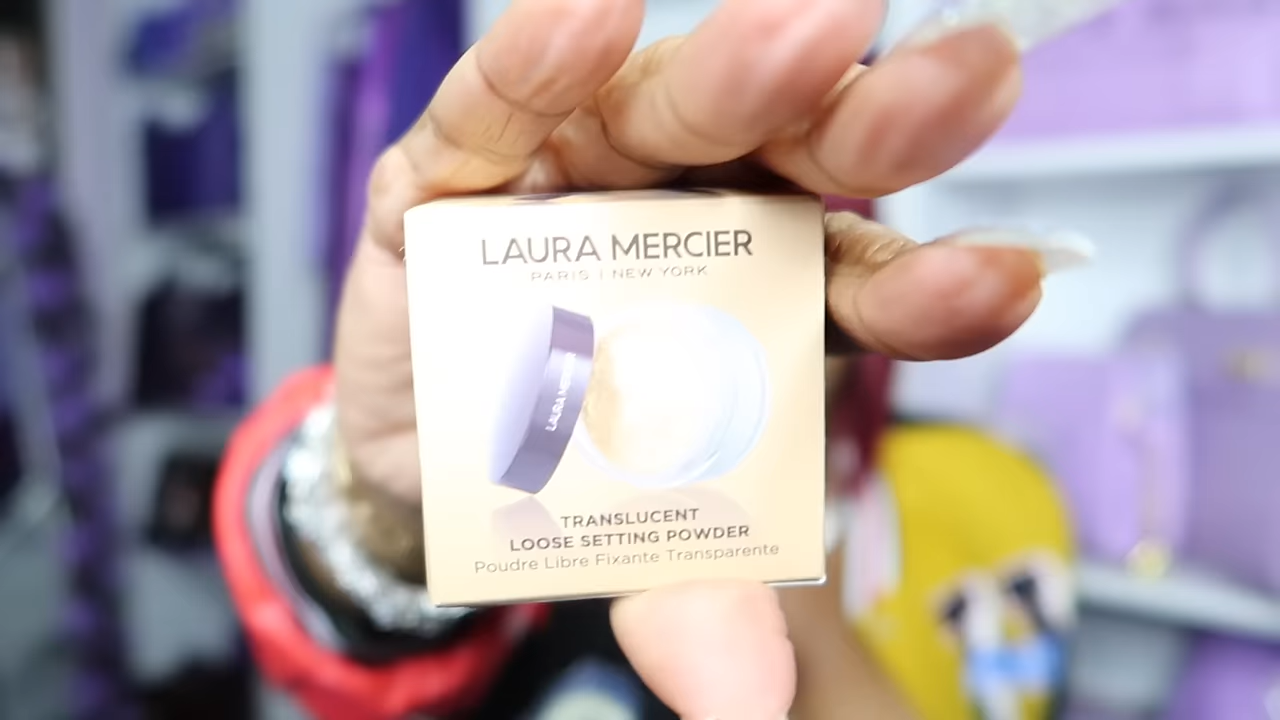 LAURA MERCIER
PARIS | NEW YORK
LAURA MERCIER
TRANSLUCENT
LOOSE SETTING POWDER
Poudre Libre Fixante Transparente